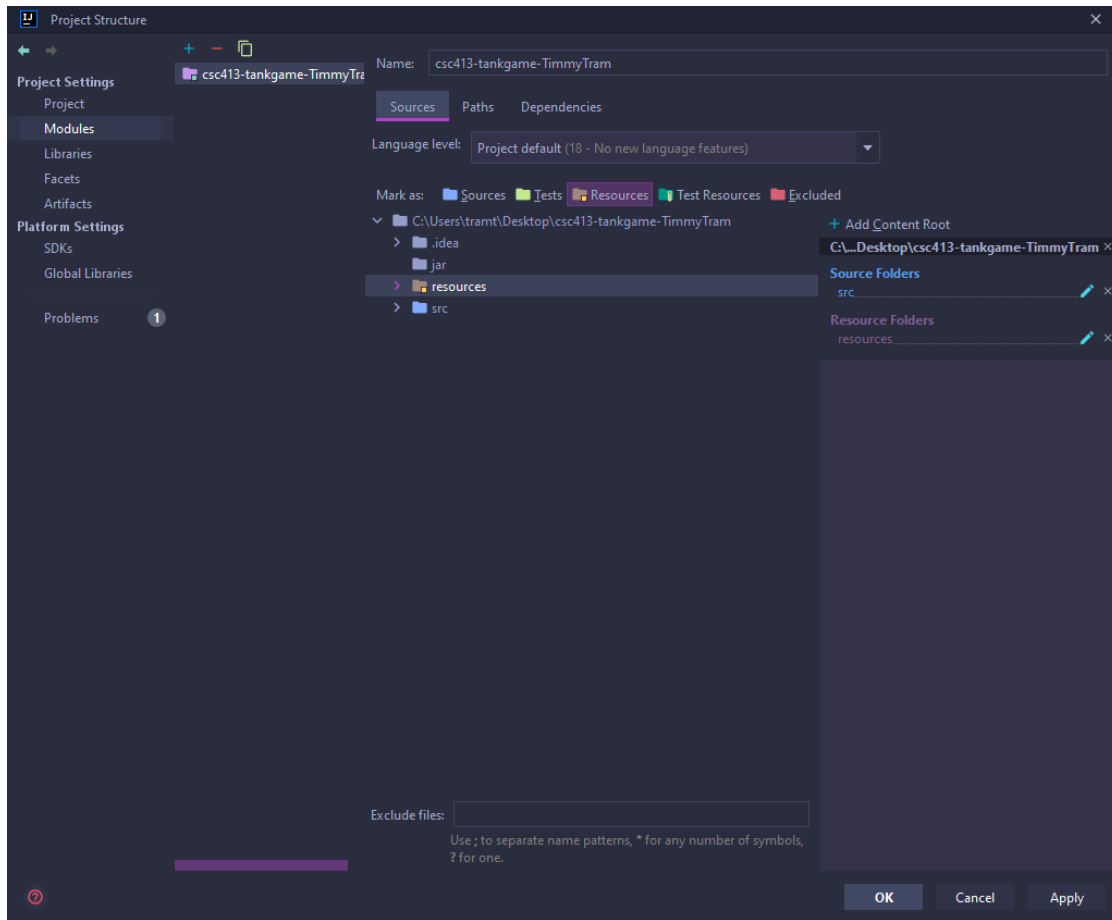 IJ Project Structure
Project Settings
Project
Modules
Libraries
Facets
Artifacts
Platform Settings
SDKs
Global Libraries
Problems 1
csc413-tankgame-TimmyTra
Name: csc413-tankgame-TimmyTram
Sources Paths Dependencies
Language level: Project default (18 - No new language features)
Mark as: Sources Tests Resources Test Resources Excluded
C:\Users\tramt\Desktop\csc413-tankgame-TimmyTram
.idea
jar
resources
src
+ Add Content Root
C:\...Desktop\csc413-tankgame-TimmyTram
Source Folders
src
Resource Folders
resources
Exclude files:
Use ; to separate name patterns, * for any number of symbols,
? for one.
?
OK Cancel Apply